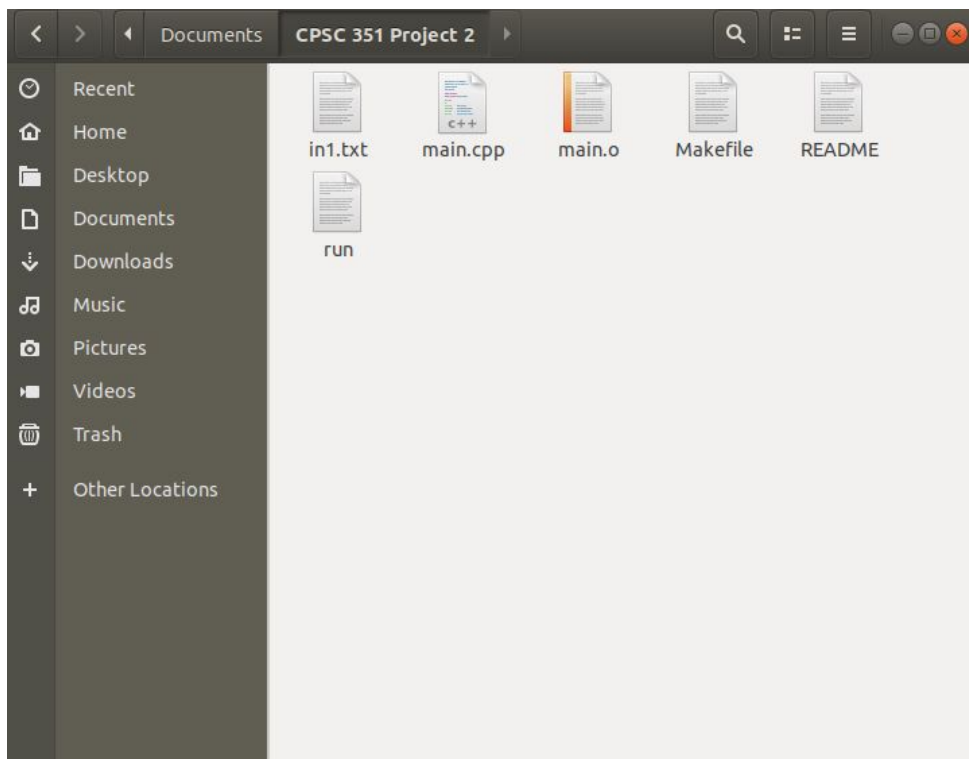 Documents CPSC 351 Project 2
Recent
Home
Desktop
Documents
Downloads
Music
Pictures
Videos
Trash
Other Locations
c++
in1.txt main.cpp main.o Makefile README
run